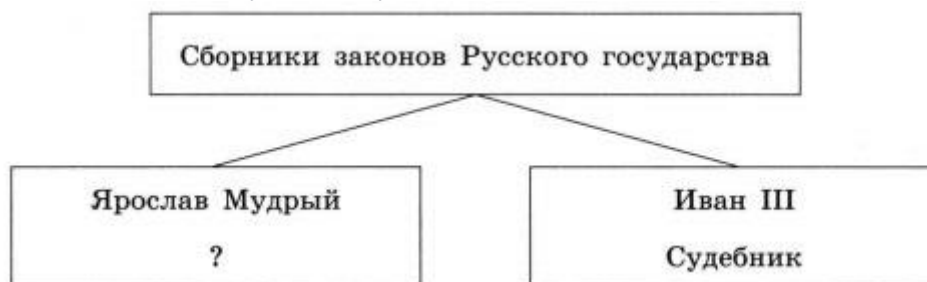 Сборники законов Русского государства
Ярослав Мудрый
?
Иван III
Судебник